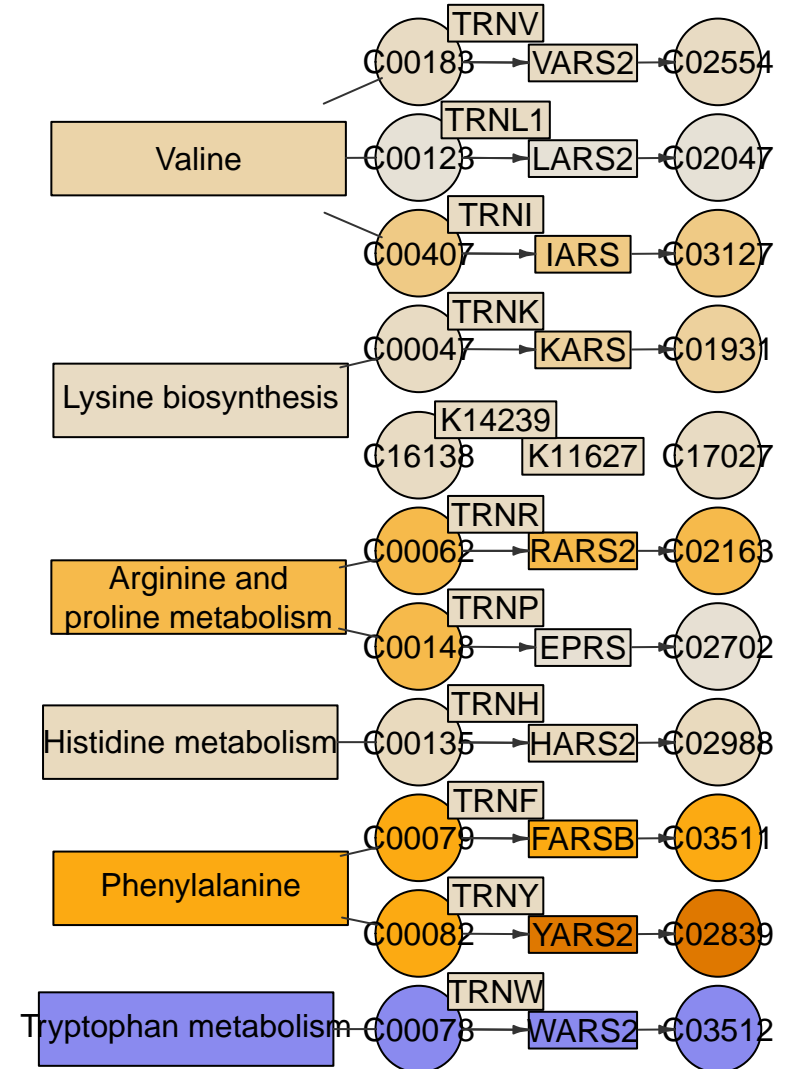 TRNV
C00183
VARS2
C02554
Valine
TRNL1
C00123
LARS2
C02047
TRNI
C00407
IARS
C03127
TRNK
C00047
KARS
C01931
Lysine biosynthesis
K14239
C16138
K11627
C17027
TRNR
C00062
RARS2
C02163
Arginine and
proline metabolism
TRNP
C00148
EPRS
C02702
TRNH
Histidine metabolism
C00135
HARS2
C02988
TRNF
C00079
FARSB
C03511
Phenylalanine
TRNY
C00082
YARS2
C02839
TRNW
Tryptophan metabolism
C00078
WARS2
C03512